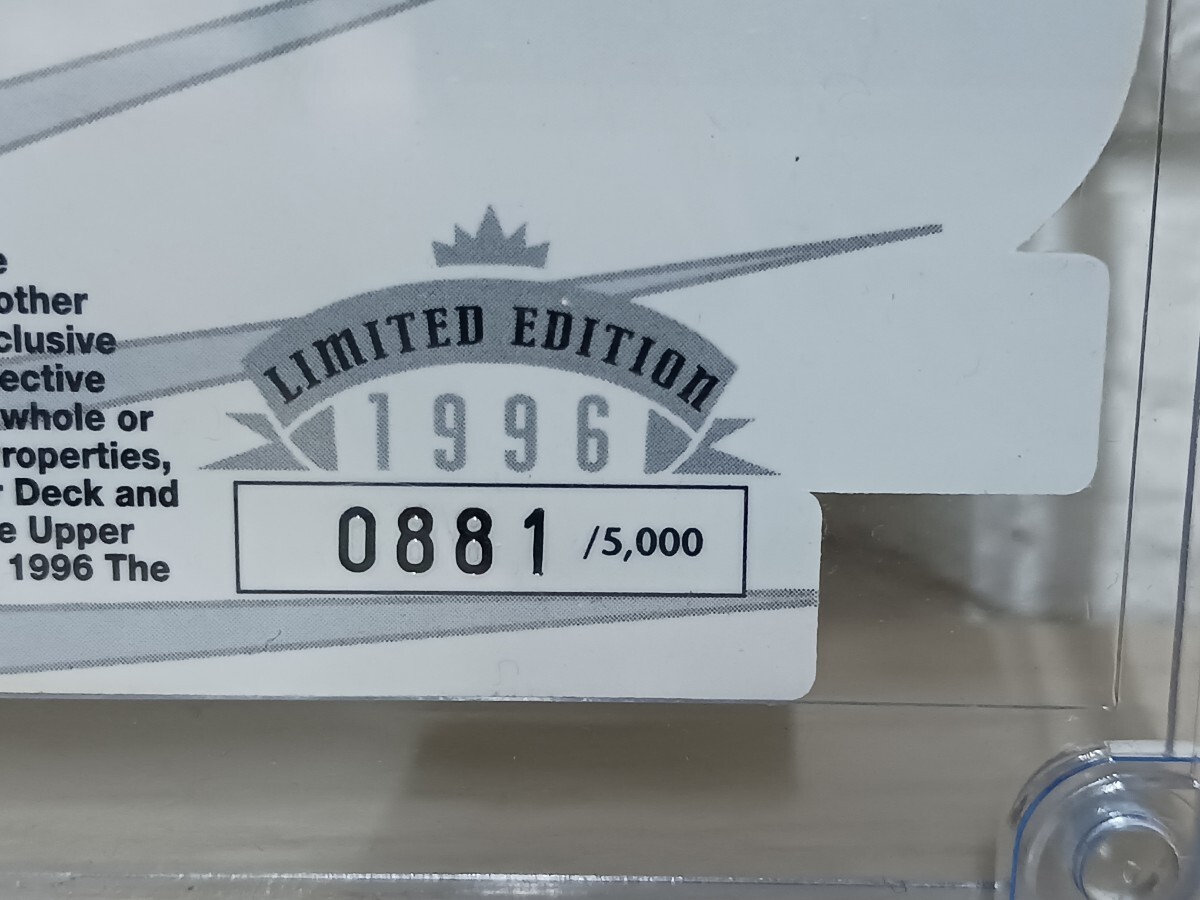 e
other
clusive
ective
whole or
roperties,
r Deck and
e Upper
1996 The
LIMITED EDITION
1996
0881 /5,000